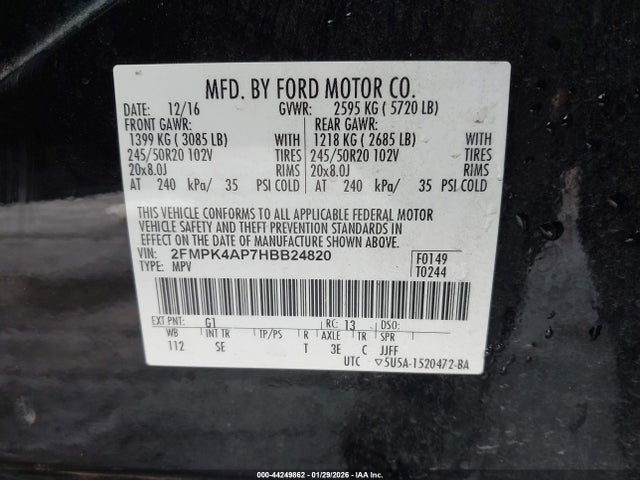 MFD. BY FORD MOTOR CO.
DATE: 12/16 GVWR: 2595 KG ( 5720 LB)
FRONT GAWR: REAR GAWR:
1399 KG ( 3085 LB) WITH 1218 KG ( 2685 LB) WITH
245/50R20 102V TIRES 245/50R20 102V TIRES
20x8.0J RIMS 20x8.0J RIMS
AT 240 kPa/ 35 PSI COLD AT 240 kPa/ 35 PSI COLD
THIS VEHICLE CONFORMS TO ALL APPLICABLE FEDERAL MOTOR
VEHICLE SAFETY AND THEFT PREVENTION STANDARDS IN
EFFECT ON THE DATE OF MANUFACTURE SHOWN ABOVE.
VIN: 2FMPK4AP7HBB24820 F0149
TYPE: MPV T0244
EXT PNT: G1 RC: 13 DSO:
WB INT TR TP/PS R AXLE TR SPR
112 SE T 3E C JJFF
UTC ▽5U5A-1520472-BA
© 000-44249862 | 01/29/2026 - IAA, Inc.